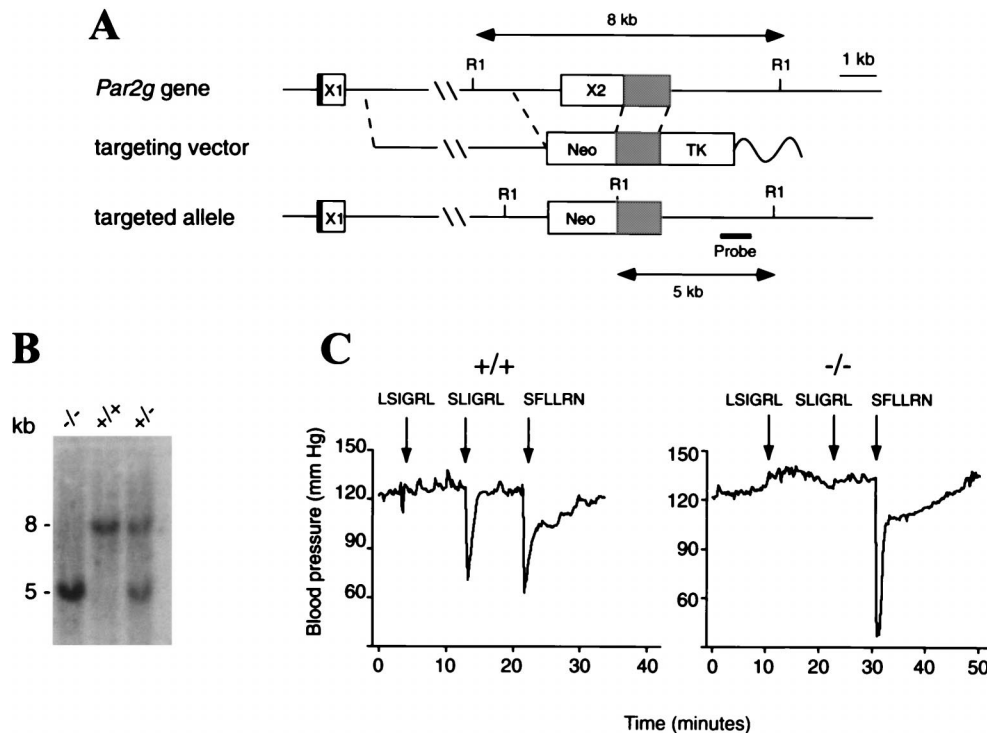 A
8 kb
1 kb
R1 R1
Par2g gene X1 X2
targeting vector Neo TK
R1 R1 R1
targeted allele X1 Neo
Probe
5 kb
B
kb -/- +/+ +/-
8 -
5 -
C
+/+ -/-
LSIGRL SLIGRL SFLLRN LSIGRL SLIGRL SFLLRN
Blood pressure (mm Hg)
150 150
120 120
90 90
60 60
0 10 20 30 40 0 10 20 30 40 50
Time (minutes)